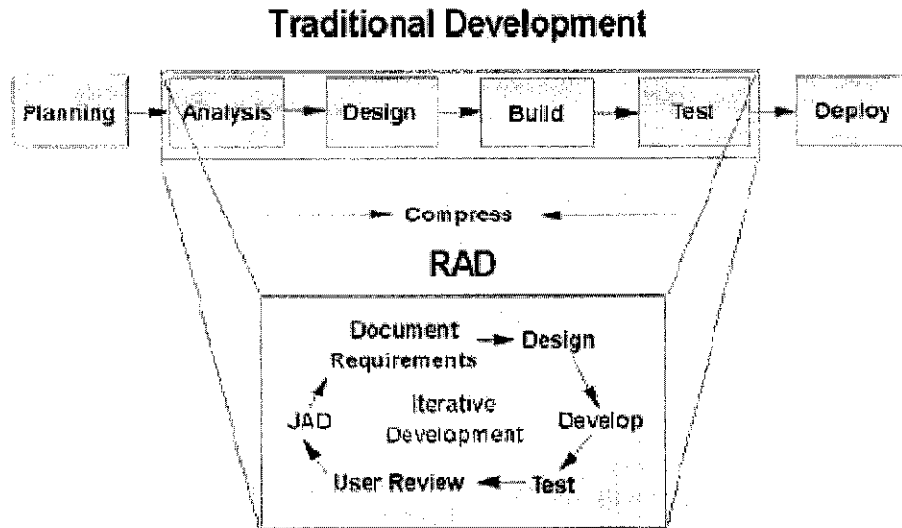 Traditional Development
Planning Analysis Design Build Test Deploy
Compress
RAD
Document
Requirements
Design
Iterative
Development
JAD
Develop
User Review
Test